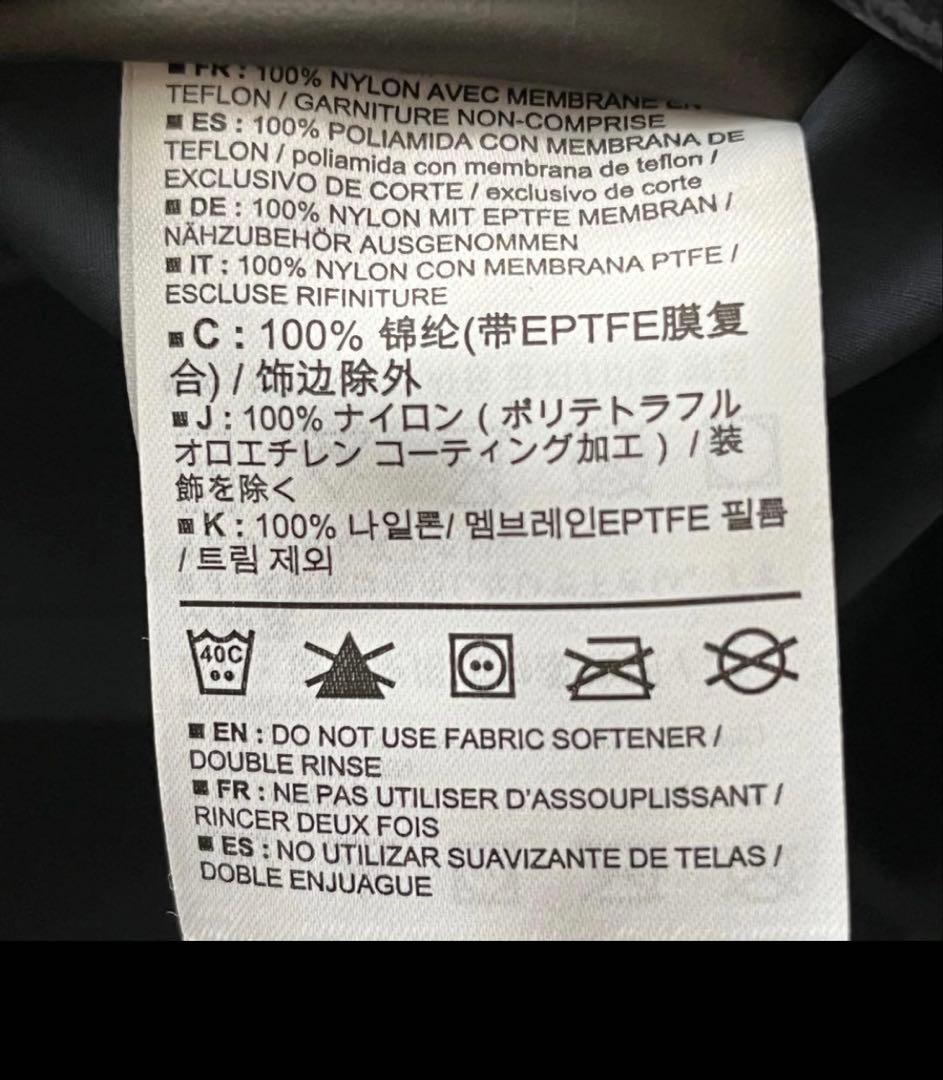 FR : 100% NYLON AVEC MEMBRANE EN
TEFLON / GARNITURE NON-COMPRISE
ES : 100% POLIAMIDA CON MEMBRANA DE
TEFLON / poliamida con membrana de teflon /
EXCLUSIVO DE CORTE / exclusivo de corte
DE : 100% NYLON MIT EPTFE MEMBRAN /
NÄHZUBEHÖR AUSGENOMMEN
IT : 100% NYLON CON MEMBRANA PTFE /
ESCLUSE RIFINITURE
C : 100% 锦纶(带EPTFE膜复
合) / 饰边除外
J : 100% ナイロン ( ポリテトラフル
オロエチレン コーティング加工 ) / 装
飾を除く
K : 100% 나일론/ 멤브레인EPTFE 필름
/ 트림 제외
40C
EN : DO NOT USE FABRIC SOFTENER /
DOUBLE RINSE
FR : NE PAS UTILISER D'ASSOUPLISSANT /
RINCER DEUX FOIS
ES : NO UTILIZAR SUAVIZANTE DE TELAS /
DOBLE ENJUAGUE